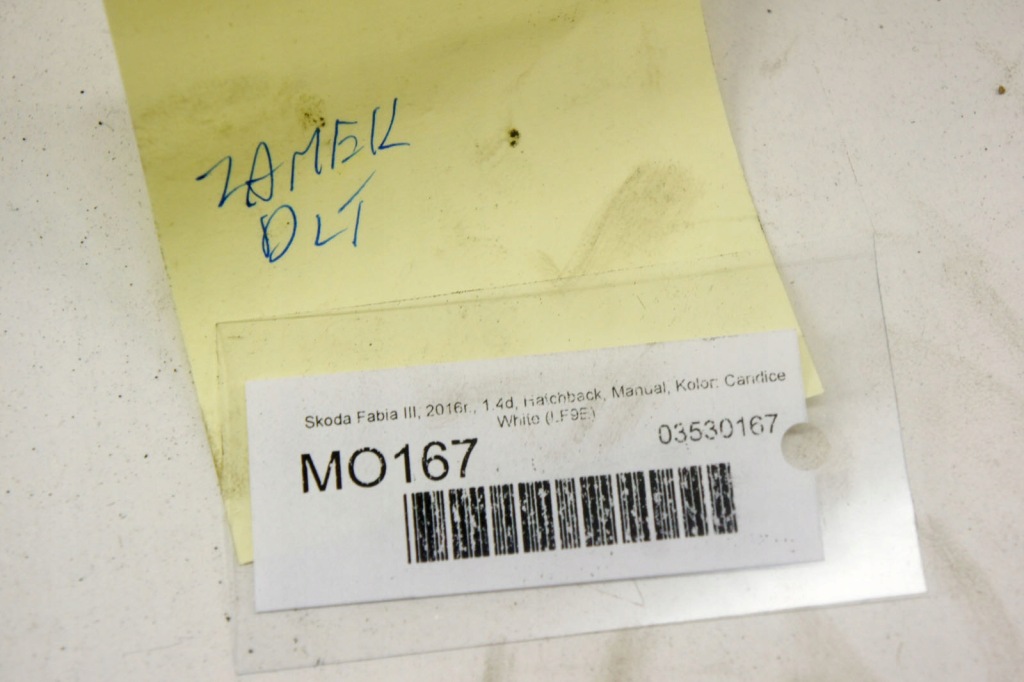 ZAMEK
DLT
Skoda Fabia III, 2016r., 1.4d, Hatchback, Manual, Kolor: Candice
White (LF9E)
03530167
MO167